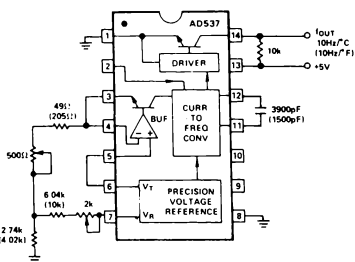 AD537
1
14
fOUT
10Hz/°C
(10Hz/°F)
10k
DRIVER
2
13
+5V
49Ω
(205Ω)
3
BUF
CURR
TO
FREQ
CONV
12
3900pF
(1500pF)
4
11
500Ω
5
10
6.04k
(10k)
2k
6
VT
PRECISION
VOLTAGE
REFERENCE
9
7
VR
8
2 74k
(4.02k)